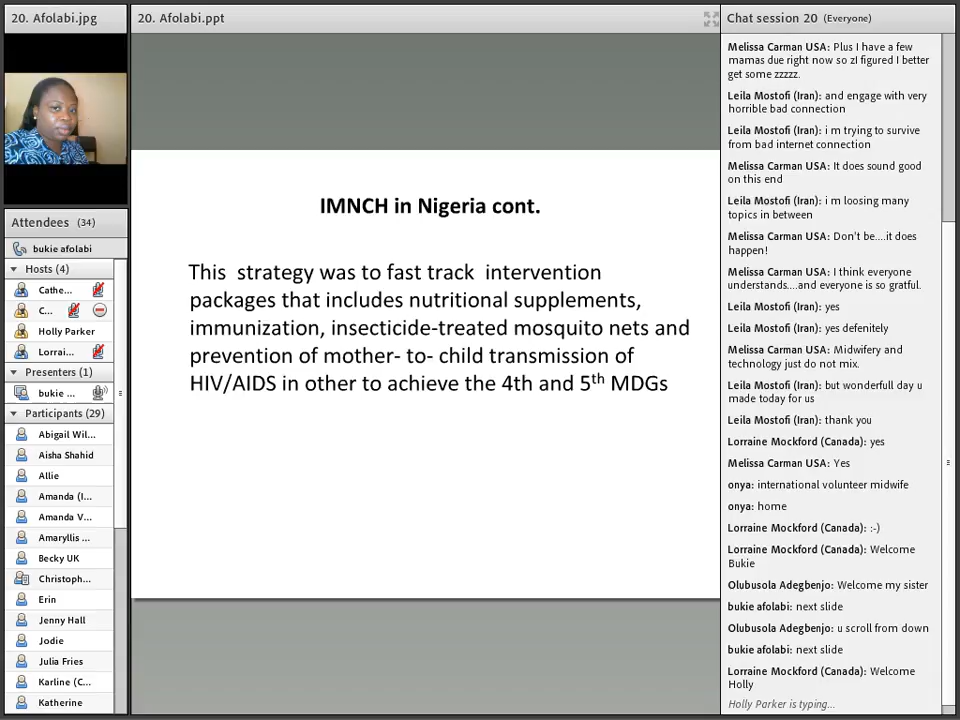 20. Afolabi.jpg
Attendees (34)
bukie afolabi
Hosts (4)
Cathe...
C...
Holly Parker
Lorrai...
Presenters (1)
bukie ...
Participants (29)
Abigail Wil...
Aisha Shahid
Allie
Amanda (I...
Amanda V...
Amaryllis ...
Becky UK
Christoph...
Erin
Jenny Hall
Jodie
Julia Fries
Karline (C...
Katherine
20. Afolabi.ppt
IMNCH in Nigeria cont.
This strategy was to fast track intervention
packages that includes nutritional supplements,
immunization, insecticide-treated mosquito nets and
prevention of mother- to- child transmission of
HIV/AIDS in other to achieve the 4th and 5th MDGs
Chat session 20 (Everyone)
Melissa Carman USA: Plus I have a few
mamas due right now so zI figured I better
get some zzzzz.
Leila Mostofi (Iran): and engage with very
horrible bad connection
Leila Mostofi (Iran): i m trying to survive
from bad internet connection
Melissa Carman USA: It does sound good
on this end
Leila Mostofi (Iran): i m loosing many
topics in between
Melissa Carman USA: Don't be....it does
happen!
Melissa Carman USA: I think everyone
understands....and everyone is so gratful.
Leila Mostofi (Iran): yes
Leila Mostofi (Iran): yes defenitely
Melissa Carman USA: Midwifery and
technology just do not mix.
Leila Mostofi (Iran): but wonderfull day u
made today for us
Leila Mostofi (Iran): thank you
Lorraine Mockford (Canada): yes
Melissa Carman USA: Yes
onya: international volunteer midwife
onya: home
Lorraine Mockford (Canada): :-)
Lorraine Mockford (Canada): Welcome
Bukie
Olubusola Adegbenjo: Welcome my sister
bukie afolabi: next slide
Olubusola Adegbenjo: u scroll from down
bukie afolabi: next slide
Lorraine Mockford (Canada): Welcome
Holly
Holly Parker is typing...